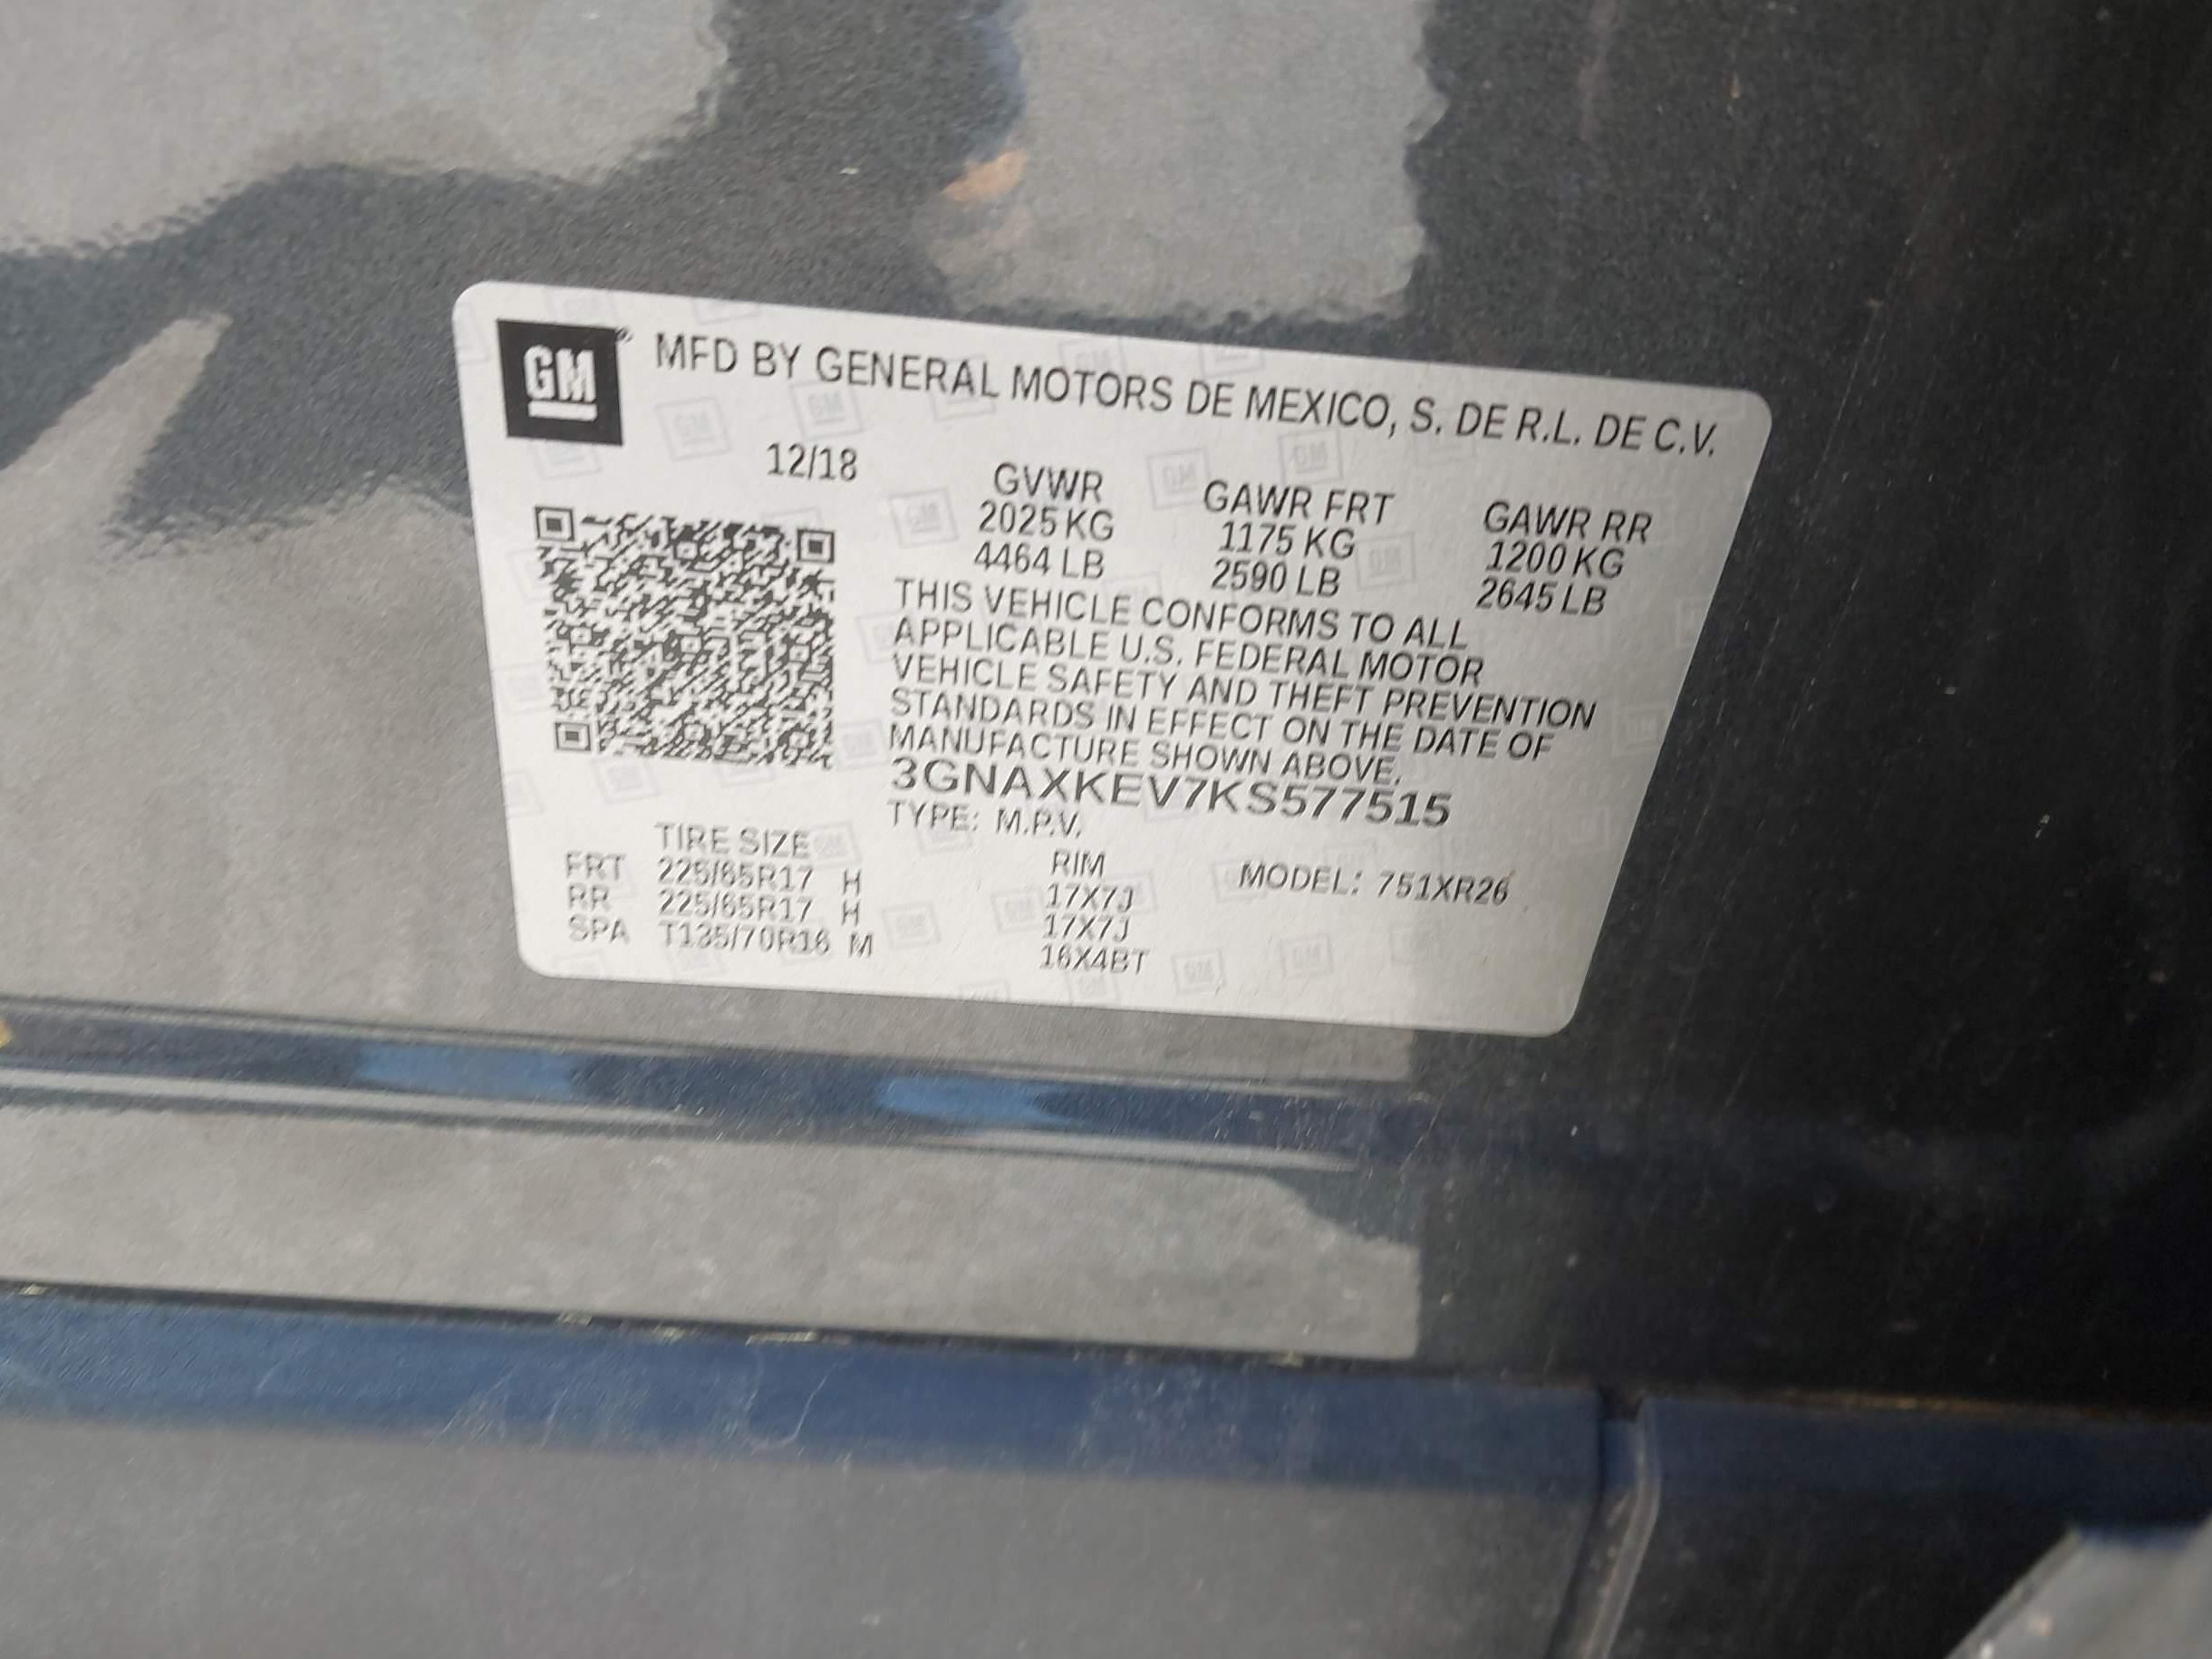 GM® MFD BY GENERAL MOTORS DE MEXICO, S. DE R.L. DE C.V.
12/18 GVWR GAWR FRT GAWR RR
2025 KG 1175 KG 1200 KG
4464 LB 2590 LB 2645 LB
THIS VEHICLE CONFORMS TO ALL
APPLICABLE U.S. FEDERAL MOTOR
VEHICLE SAFETY AND THEFT PREVENTION
STANDARDS IN EFFECT ON THE DATE OF
MANUFACTURE SHOWN ABOVE.
3GNAXKEV7KS577515
TYPE: M.P.V.
TIRE SIZE RIM MODEL: 751XR26
FRT 225/65R17 H 17X7J
RR 225/65R17 H 17X7J
SPA T135/70R16 M 16X4BT